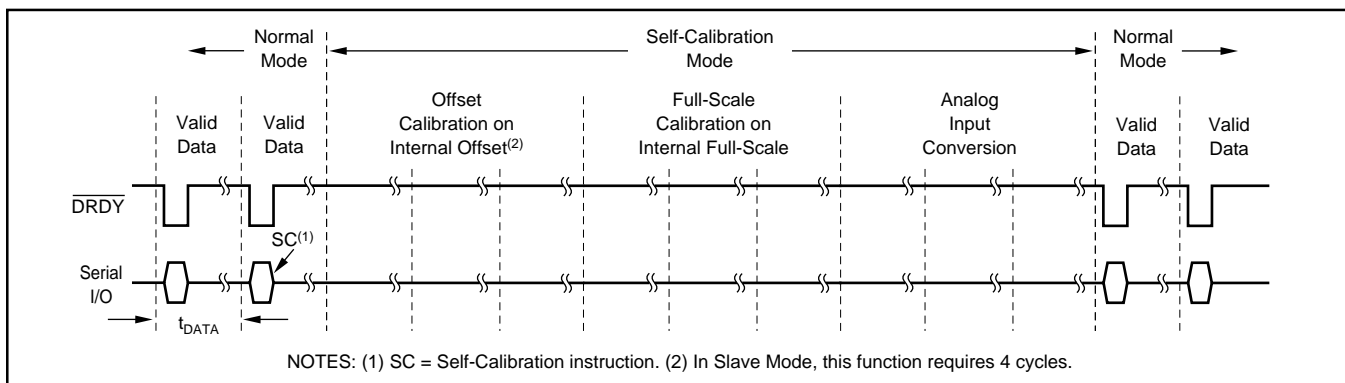 Normal
Mode
Self-Calibration
Mode
Normal
Mode
Valid
Data
Valid
Data
Offset
Calibration on
Internal Offset(2)
Full-Scale
Calibration on
Internal Full-Scale
Analog
Input
Conversion
Valid
Data
Valid
Data
DRDY
SC(1)
Serial
I/O
tDATA
NOTES: (1) SC = Self-Calibration instruction. (2) In Slave Mode, this function requires 4 cycles.